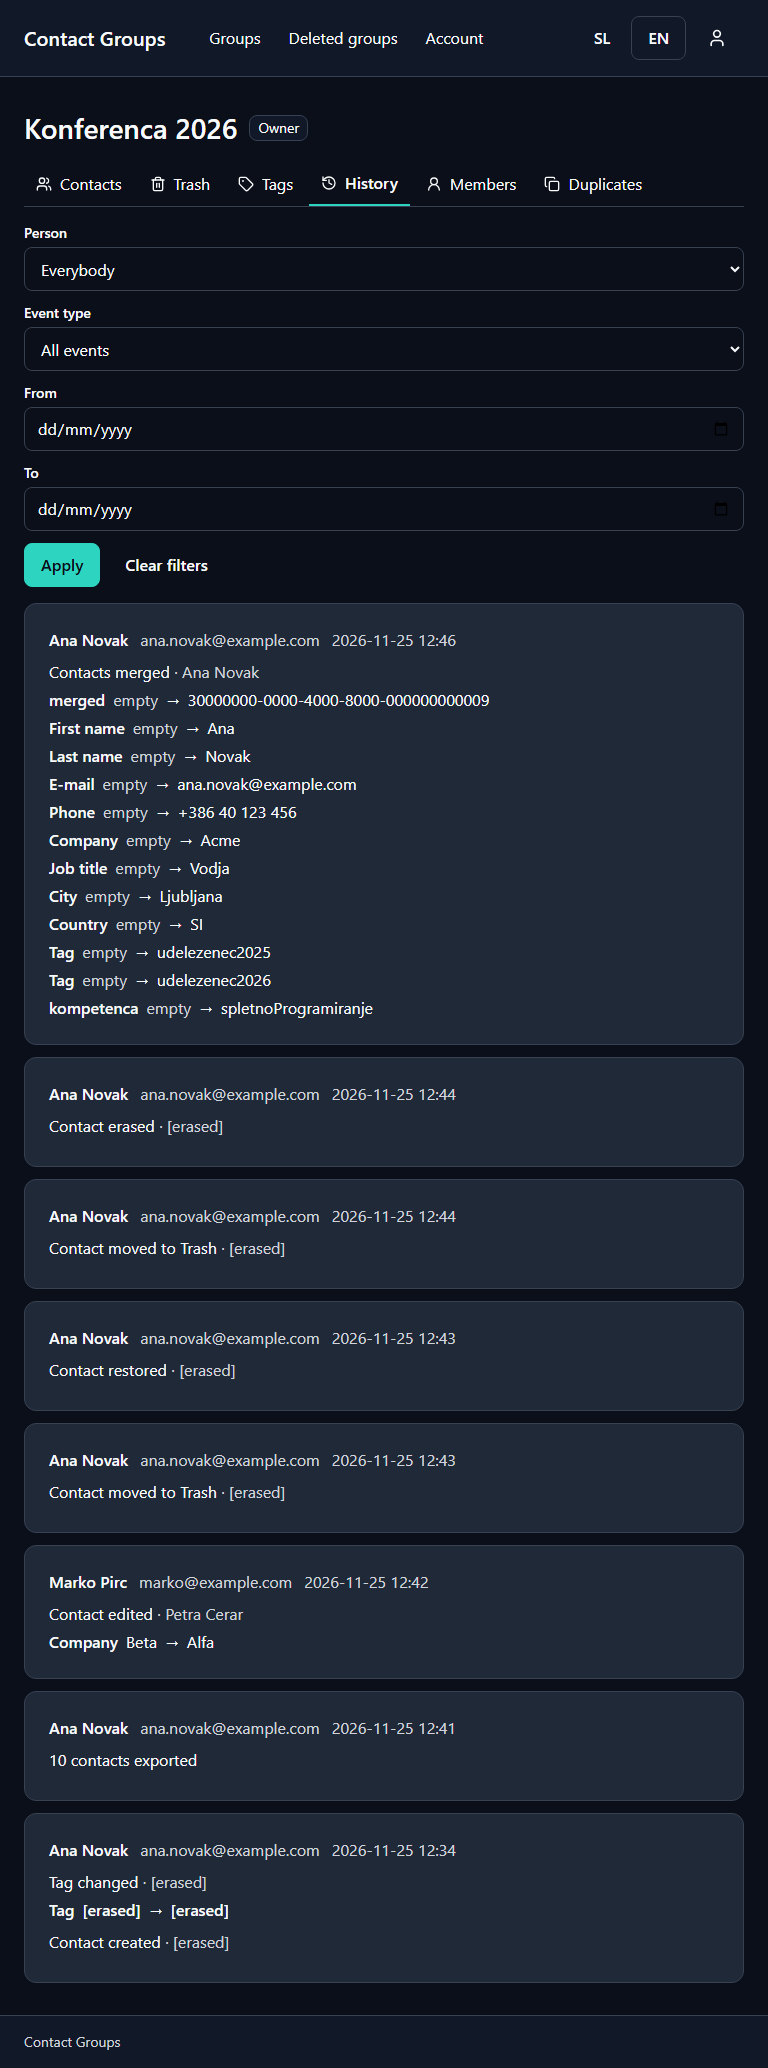 Contact Groups Groups Deleted groups Account SL EN
Konferenca 2026 Owner
Contacts Trash Tags History Members Duplicates
Person
Everybody
Event type
All events
From
dd/mm/yyyy
To
dd/mm/yyyy
Apply Clear filters
Ana Novak ana.novak@example.com 2026-11-25 12:46
Contacts merged · Ana Novak
merged empty → 30000000-0000-4000-8000-000000000009
First name empty → Ana
Last name empty → Novak
E-mail empty → ana.novak@example.com
Phone empty → +386 40 123 456
Company empty → Acme
Job title empty → Vodja
City empty → Ljubljana
Country empty → SI
Tag empty → udelezenec2025
Tag empty → udelezenec2026
kompetenca empty → spletnoProgramiranje
Ana Novak ana.novak@example.com 2026-11-25 12:44
Contact erased · [erased]
Ana Novak ana.novak@example.com 2026-11-25 12:44
Contact moved to Trash · [erased]
Ana Novak ana.novak@example.com 2026-11-25 12:43
Contact restored · [erased]
Ana Novak ana.novak@example.com 2026-11-25 12:43
Contact moved to Trash · [erased]
Marko Pirc marko@example.com 2026-11-25 12:42
Contact edited · Petra Cerar
Company Beta → Alfa
Ana Novak ana.novak@example.com 2026-11-25 12:41
10 contacts exported
Ana Novak ana.novak@example.com 2026-11-25 12:34
Tag changed · [erased]
Tag [erased] → [erased]
Contact created · [erased]
Contact Groups